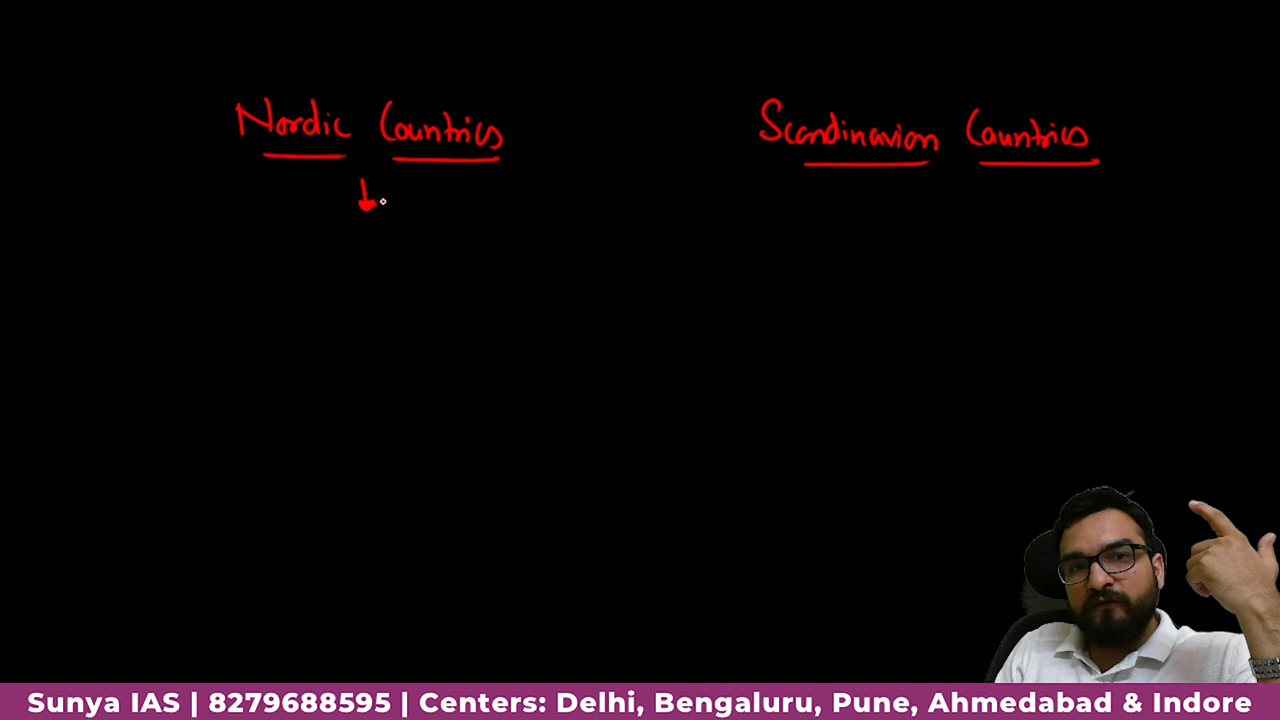 Nordic Countries
Scandinavian Countries
Sunya IAS | 8279688595 | Centers: Delhi, Bengaluru, Pune, Ahmedabad & Indore